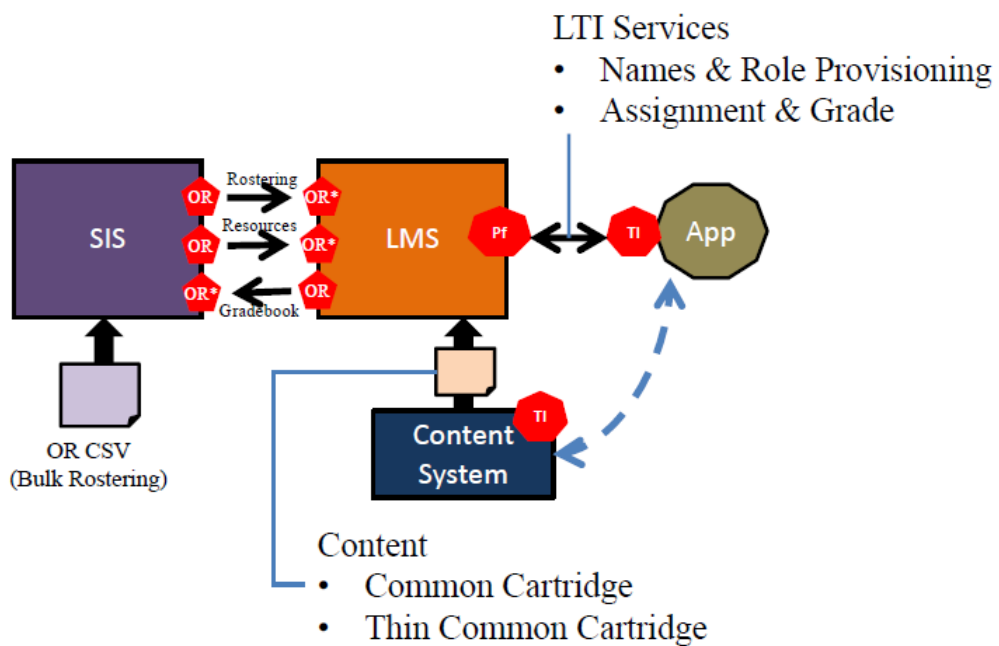 LTI Services
• Names & Role Provisioning
• Assignment & Grade
SIS
OR
Rostering
OR*
OR
Resources
OR*
OR*
Gradebook
OR
LMS
Pf
TI
App
OR CSV
(Bulk Rostering)
TI
Content
System
Content
• Common Cartridge
• Thin Common Cartridge